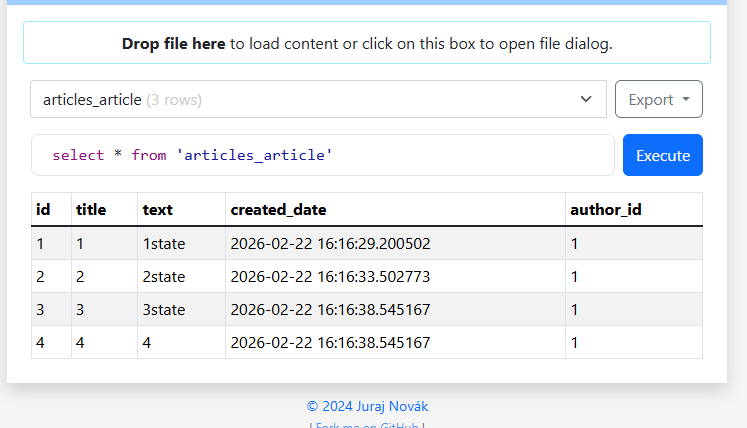 Drop file here to load content or click on this box to open file dialog.
articles_article (3 rows)
Export
select * from 'articles_article'
Execute
id title text created_date author_id
1 1 1state 2026-02-22 16:16:29.200502 1
2 2 2state 2026-02-22 16:16:33.502773 1
3 3 3state 2026-02-22 16:16:38.545167 1
4 4 4 2026-02-22 16:16:38.545167 1
© 2024 Juraj Novák
| Fork me on GitHub |